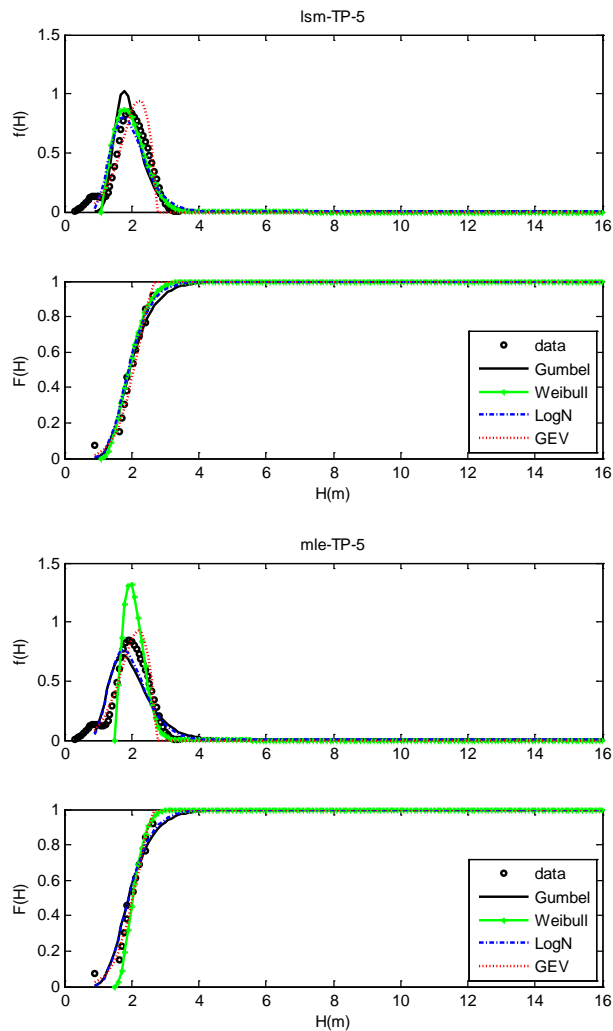 lsm-TP-5
1.5
1
0.5
0
f(H)
0 2 4 6 8 10 12 14 16
H(m)
1
0.8
0.6
0.4
0.2
0
F(H)
data
Gumbel
Weibull
LogN
GEV
0 2 4 6 8 10 12 14 16
H(m)
mle-TP-5
1.5
1
0.5
0
f(H)
0 2 4 6 8 10 12 14 16
H(m)
1
0.8
0.6
0.4
0.2
0
F(H)
data
Gumbel
Weibull
LogN
GEV
0 2 4 6 8 10 12 14 16
H(m)